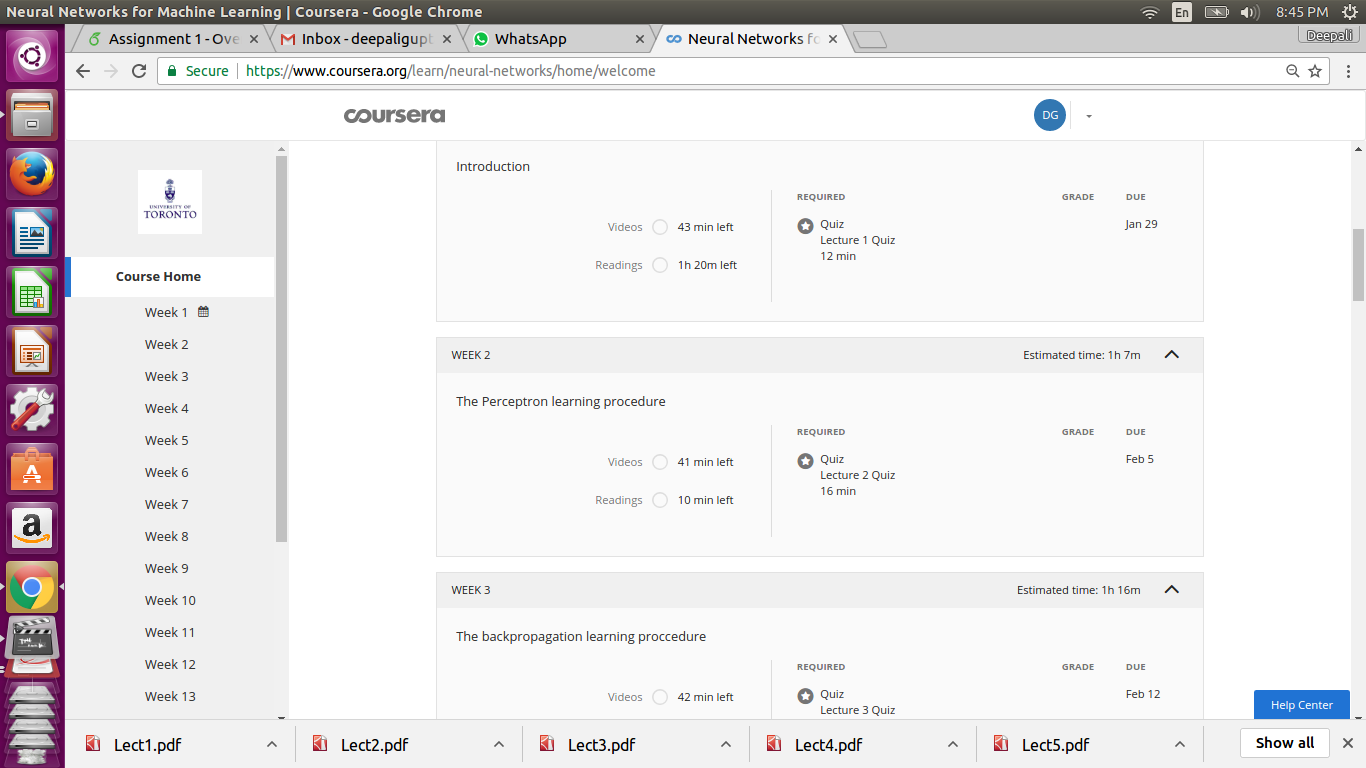 Neural Networks for Machine Learning | Coursera - Google Chrome
En
8:45 PM
Assignment 1 - Ove
Inbox - deepaligupt
WhatsApp
Neural Networks fo
Deepali
Secure
https://www.coursera.org/learn/neural-networks/home/welcome
coursera
DG
UNIVERSITY OF
TORONTO
Course Home
Week 1
Week 2
Week 3
Week 4
Week 5
Week 6
Week 7
Week 8
Week 9
Week 10
Week 11
Week 12
Week 13
Introduction
REQUIRED GRADE DUE
Videos 43 min left
Readings 1h 20m left
Quiz
Lecture 1 Quiz
12 min
Jan 29
WEEK 2 Estimated time: 1h 7m
The Perceptron learning procedure
REQUIRED GRADE DUE
Videos 41 min left
Readings 10 min left
Quiz
Lecture 2 Quiz
16 min
Feb 5
WEEK 3 Estimated time: 1h 16m
The backpropagation learning proccedure
REQUIRED GRADE DUE
Videos 42 min left
Quiz
Lecture 3 Quiz
Feb 12
Help Center
Lect1.pdf
Lect2.pdf
Lect3.pdf
Lect4.pdf
Lect5.pdf
Show all